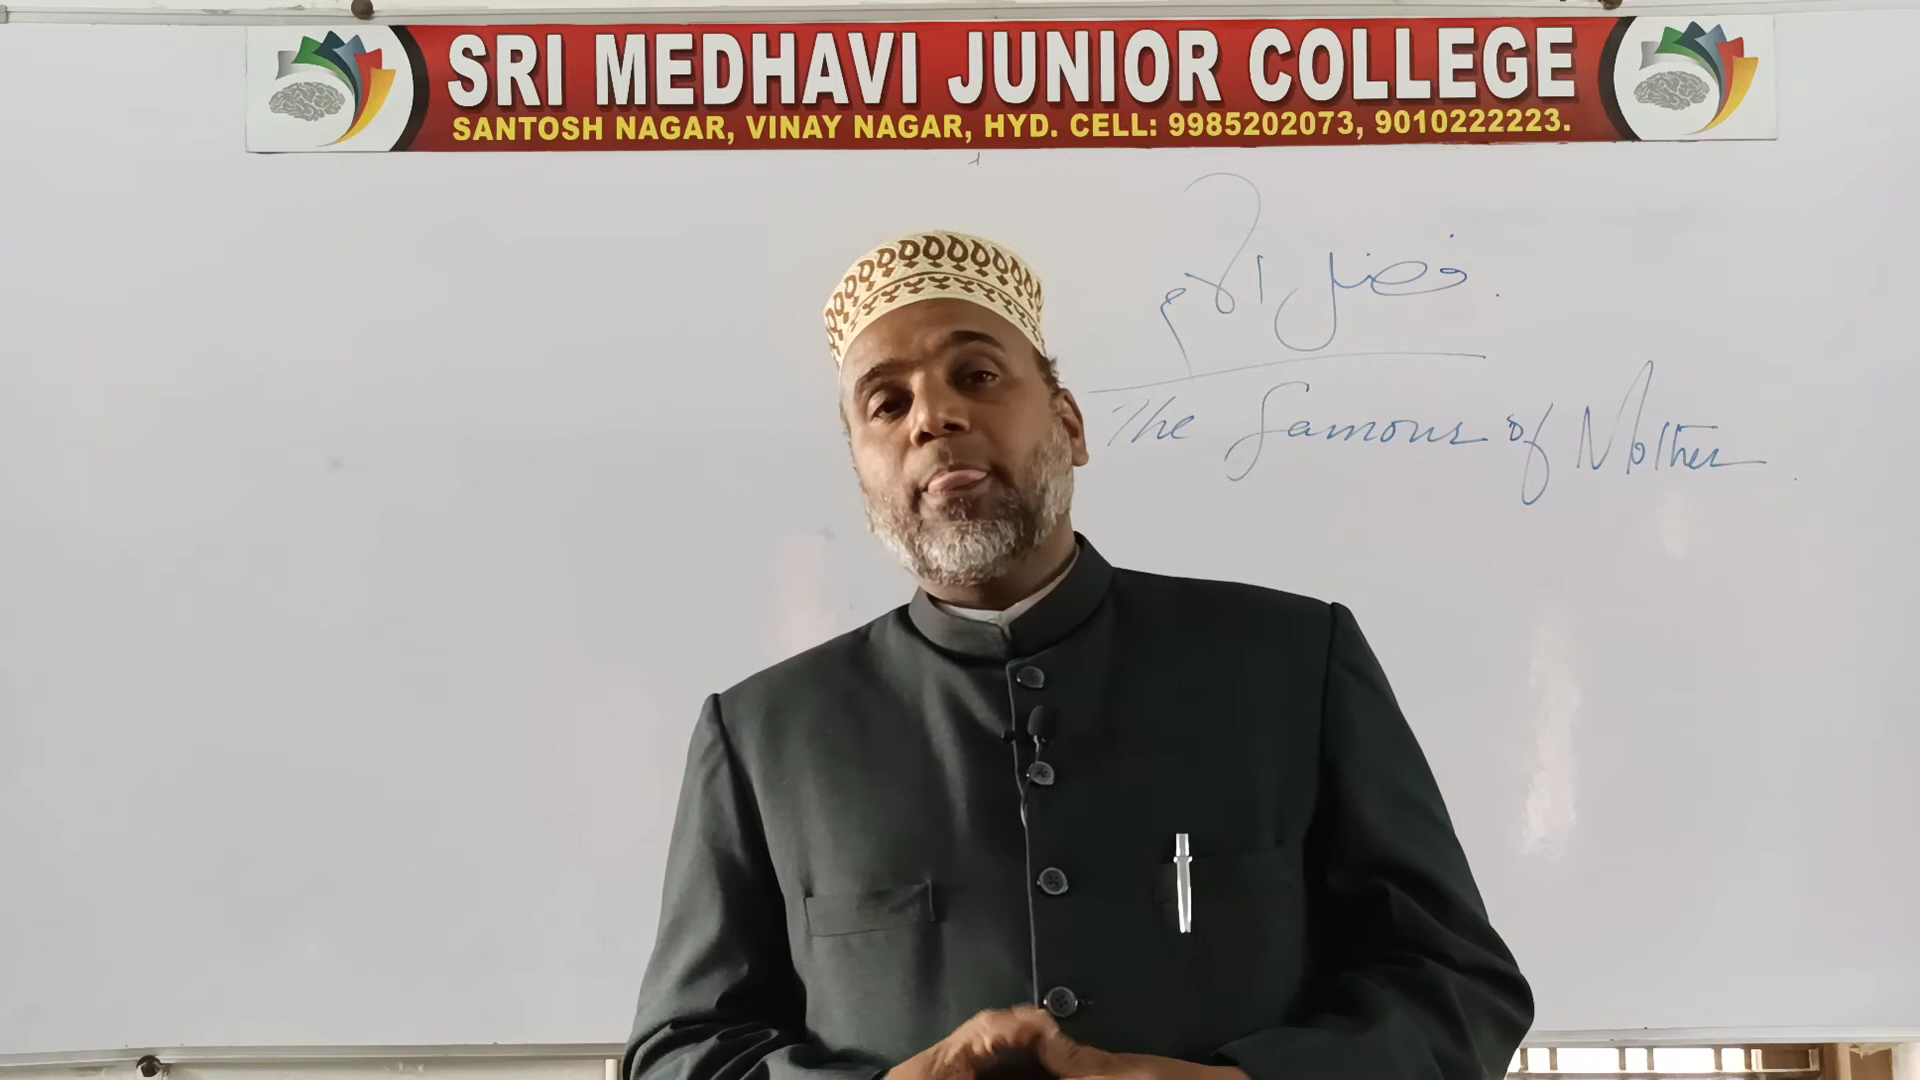 SRI MEDHAVI JUNIOR COLLEGE
SANTOSH NAGAR, VINAY NAGAR, HYD. CELL: 9985202073, 9010222223.
فضل الام
The famous of Mother